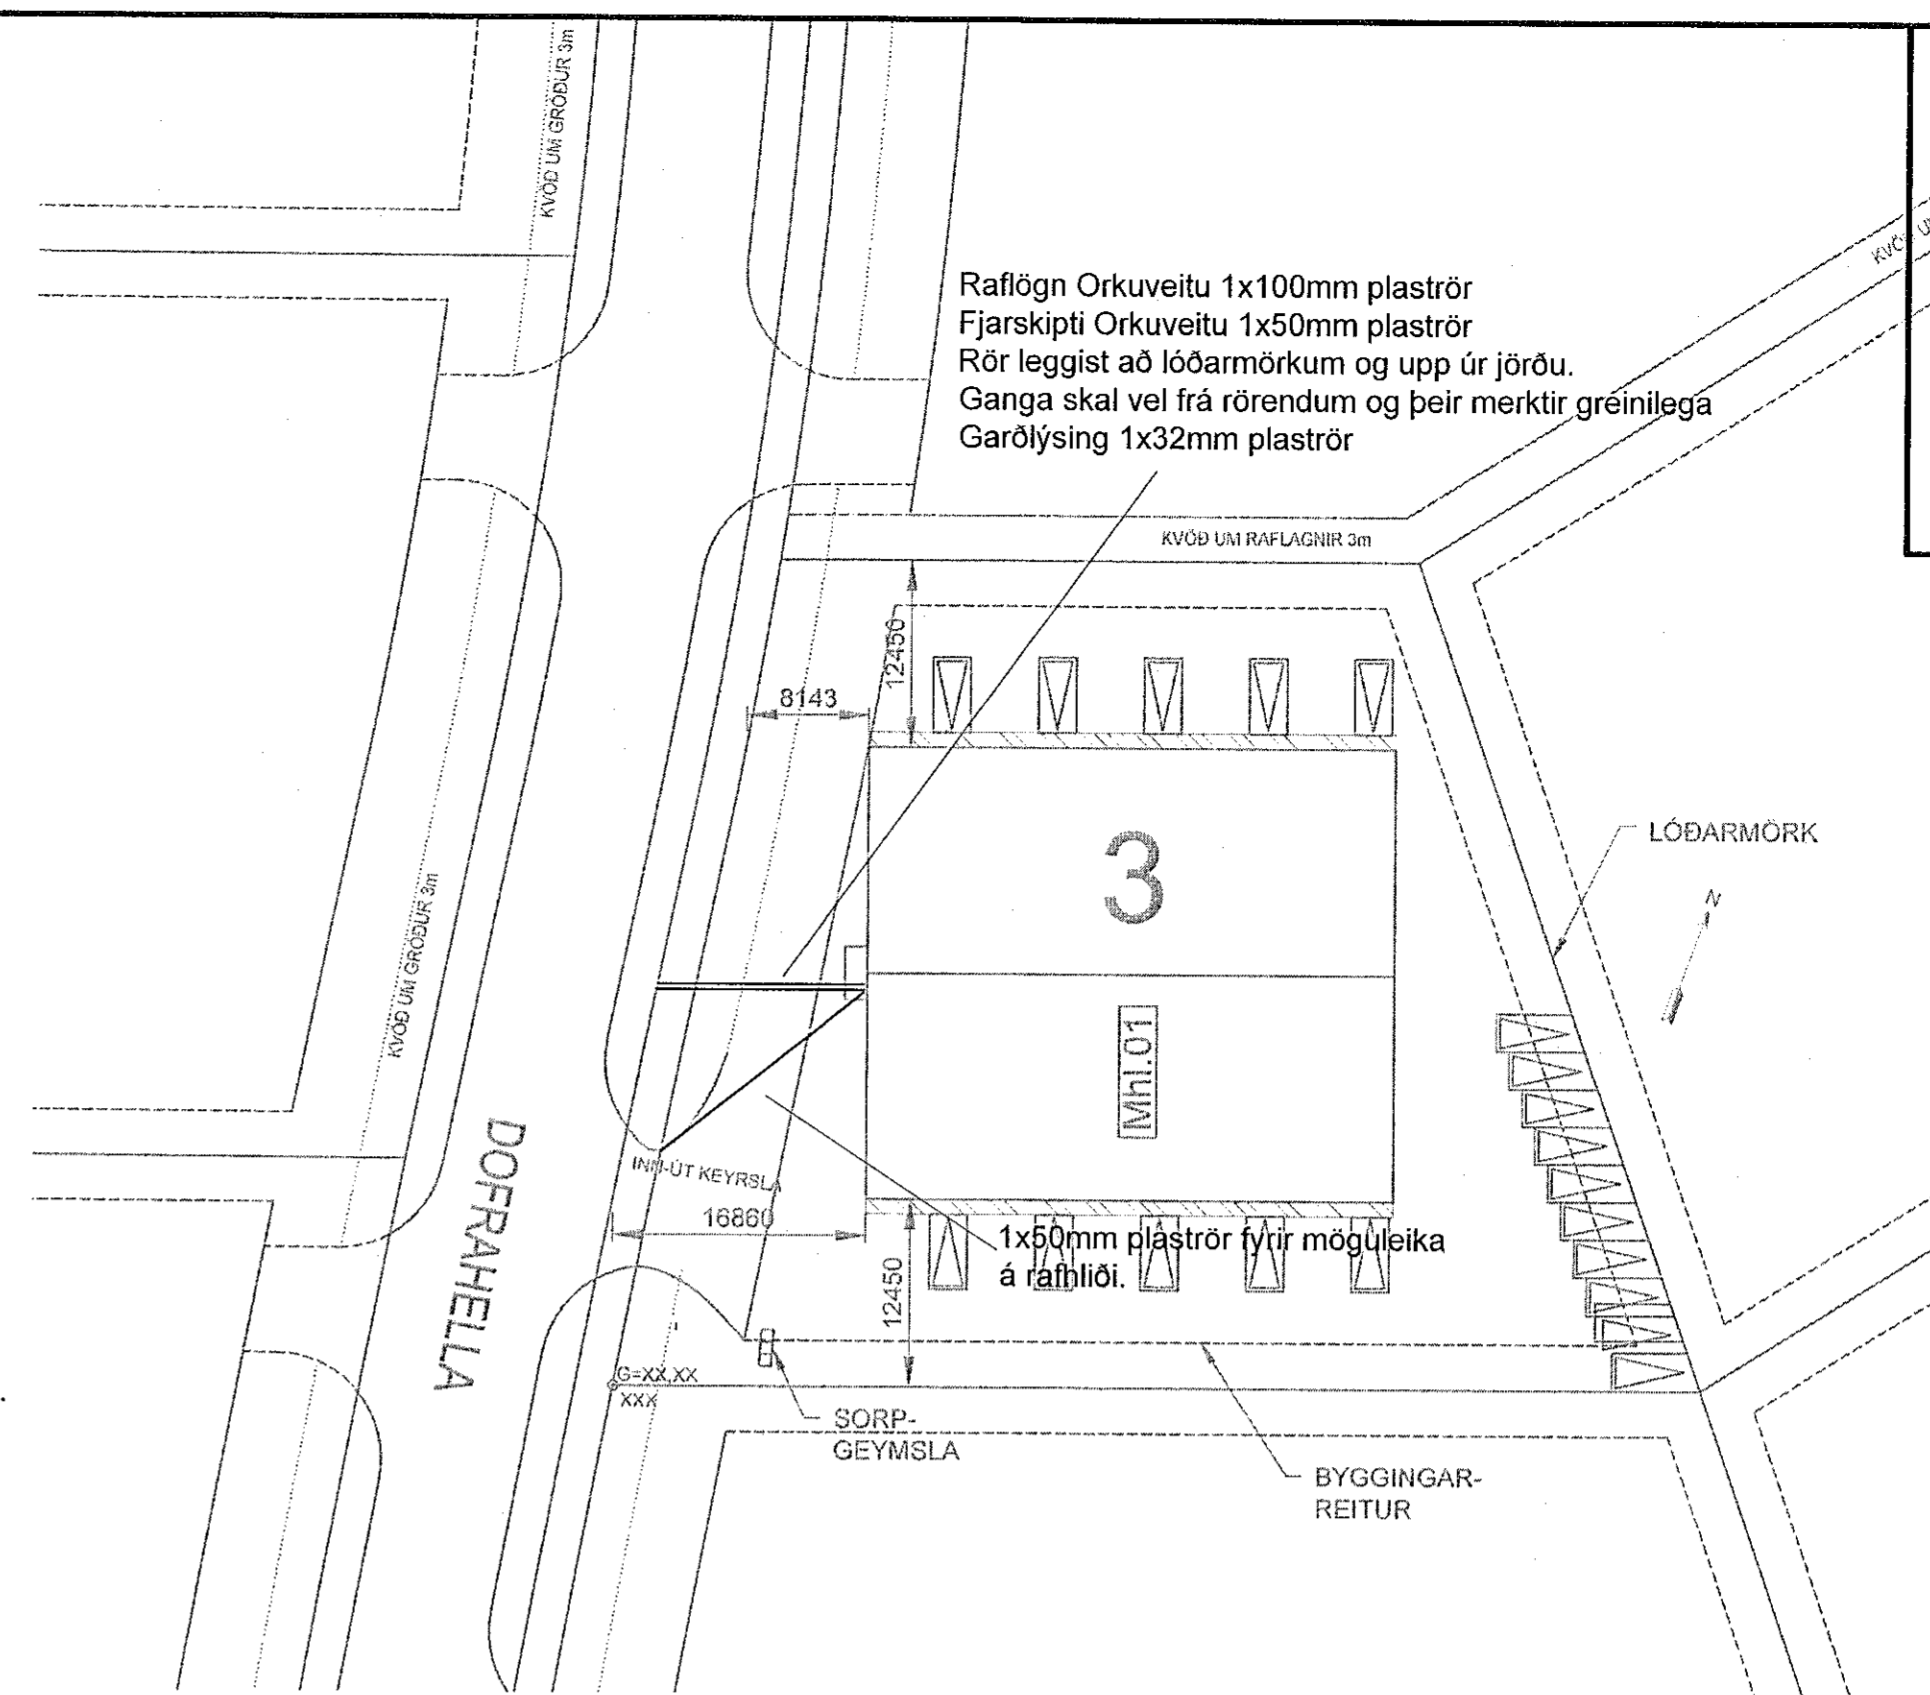 KVÖÐ UM GRÓÐUR 3m
Raflögn Orkuveitu 1x100mm plaströr
Fjarskipti Orkuveitu 1x50mm plaströr
Rör leggist að lóðarmörkum og upp úr jörðu.
Ganga skal vel frá rörendum og þeir merktir greinilega
Garðlýsing 1x32mm plaströr
KVÖÐ UM RAFLAGNIR 3m
12450
8143
3
LÓÐARMÖRK
N
KVÖÐ UM GRÓÐUR 3m
Mhl.01
DOFRAHELLA
INN-ÚT KEYRSLA
16860
1x50mm plaströr fyrir möguleika
á rafhliði.
12450
G=XX,XX
XXX
SORP-
GEYMSLA
BYGGINGAR-
REITUR